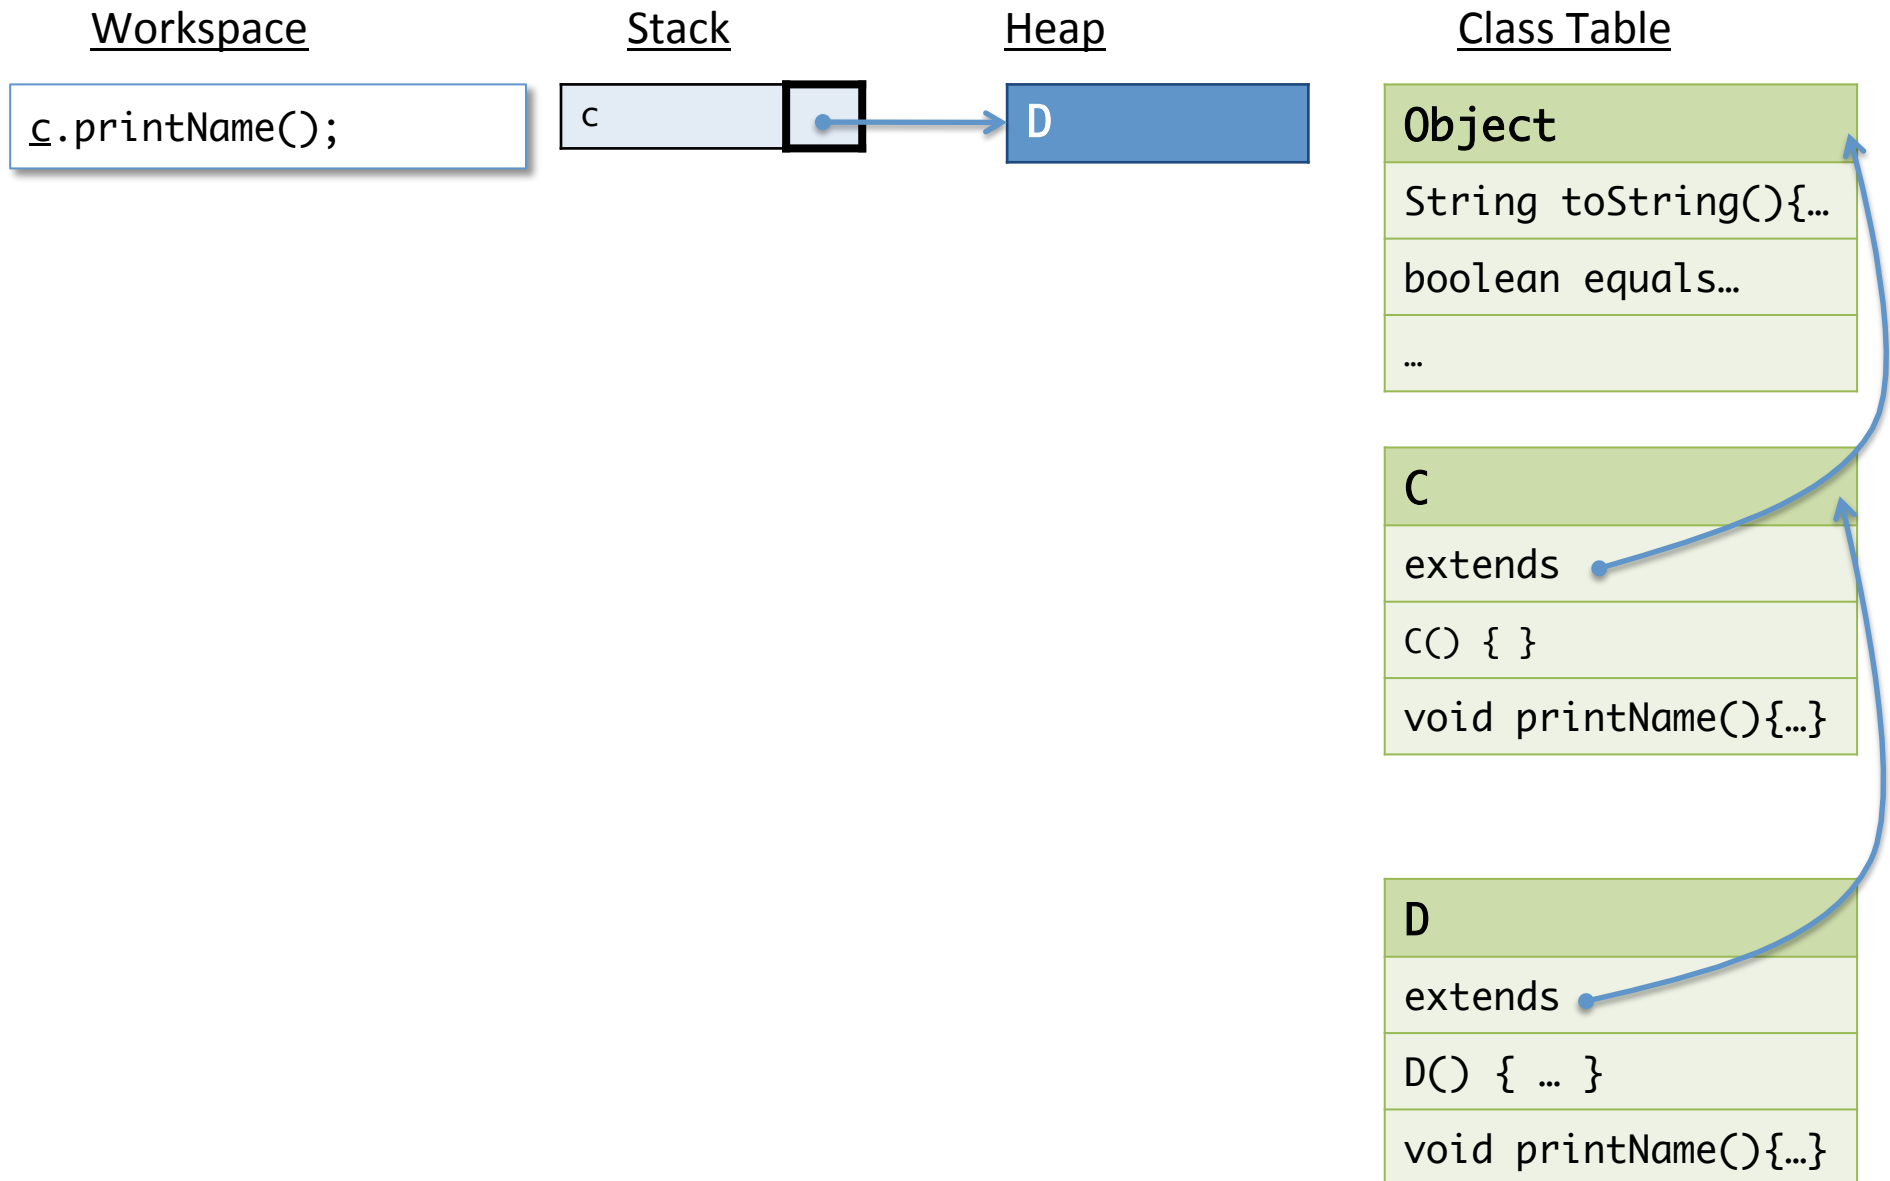 Workspace
Stack
Heap
Class Table
c.printName();
c
D
Object
String toString(){…
boolean equals…
…
C
extends
C() { }
void printName(){…}
D
extends
D() { … }
void printName(){…}